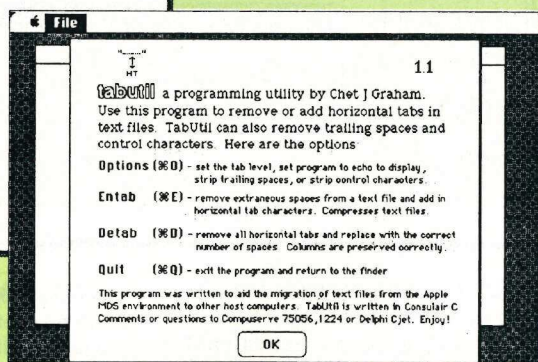 File
"........"
HT
1.1
tabutil a programming utility by Chet J Graham.
Use this program to remove or add horizontal tabs in
text files. TabUtil can also remove trailing spaces and
control characters. Here are the options
Options (⌘O) - set the tab level, set program to echo to display,
strip trailing spaces, or strip control characters.
Entab (⌘E) - remove extraneous spaces from a text file and add in
horizontal tab characters. Compresses text files.
Detab (⌘D) - remove all horizontal tabs and replace with the correct
number of spaces. Columns are preserved correctly.
Quit (⌘Q) - exit the program and return to the finder
This program was written to aid the migration of text files from the Apple
MDS environment to other host computers. TabUtil is written in Consulair C
Comments or questions to Compuserve 75056,1224 or Delphi Cjet. Enjoy!
OK